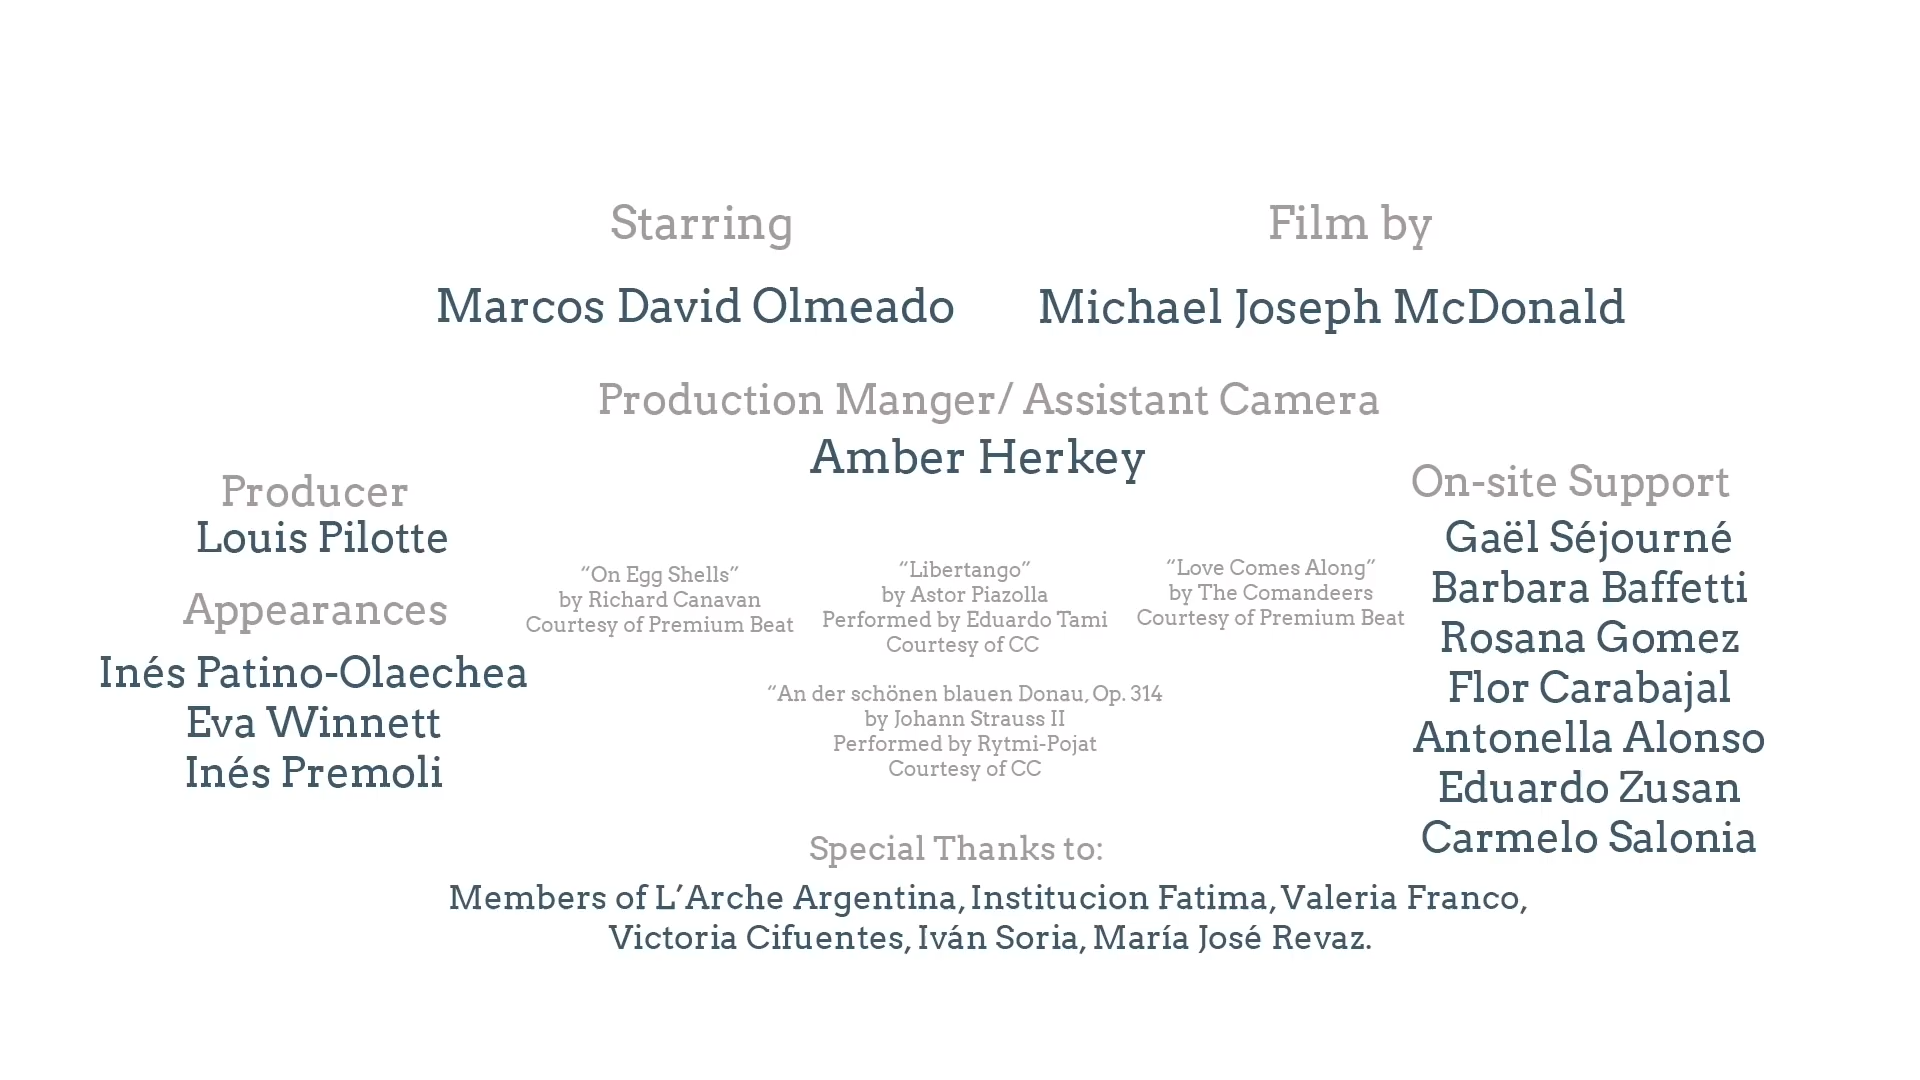 Starring
Marcos David Olmeado
Film by
Michael Joseph McDonald
Production Manger/ Assistant Camera
Amber Herkey
Producer
Louis Pilotte
Appearances
Inés Patino-Olaechea
Eva Winnett
Inés Premoli
“On Egg Shells”
by Richard Canavan
Courtesy of Premium Beat
“Libertango”
by Astor Piazolla
Performed by Eduardo Tami
Courtesy of CC
“Love Comes Along”
by The Comandeers
Courtesy of Premium Beat
“An der schönen blauen Donau, Op. 314
by Johann Strauss II
Performed by Rytmi-Pojat
Courtesy of CC
On-site Support
Gaël Séjourné
Barbara Baffetti
Rosana Gomez
Flor Carabajal
Antonella Alonso
Eduardo Zusan
Carmelo Salonia
Special Thanks to:
Members of L’Arche Argentina, Institucion Fatima, Valeria Franco,
Victoria Cifuentes, Iván Soria, María José Revaz.